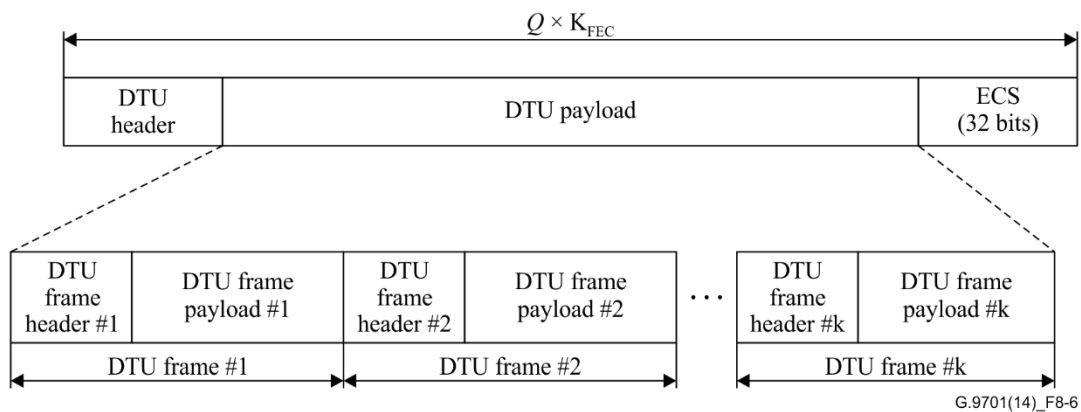 Q × K_FEC
DTU
header
DTU payload
ECS
(32 bits)
DTU
frame
header #1
DTU frame
payload #1
DTU
frame
header #2
DTU frame
payload #2
...
DTU
frame
header #k
DTU frame
payload #k
DTU frame #1
DTU frame #2
DTU frame #k
G.9701(14)_F8-6